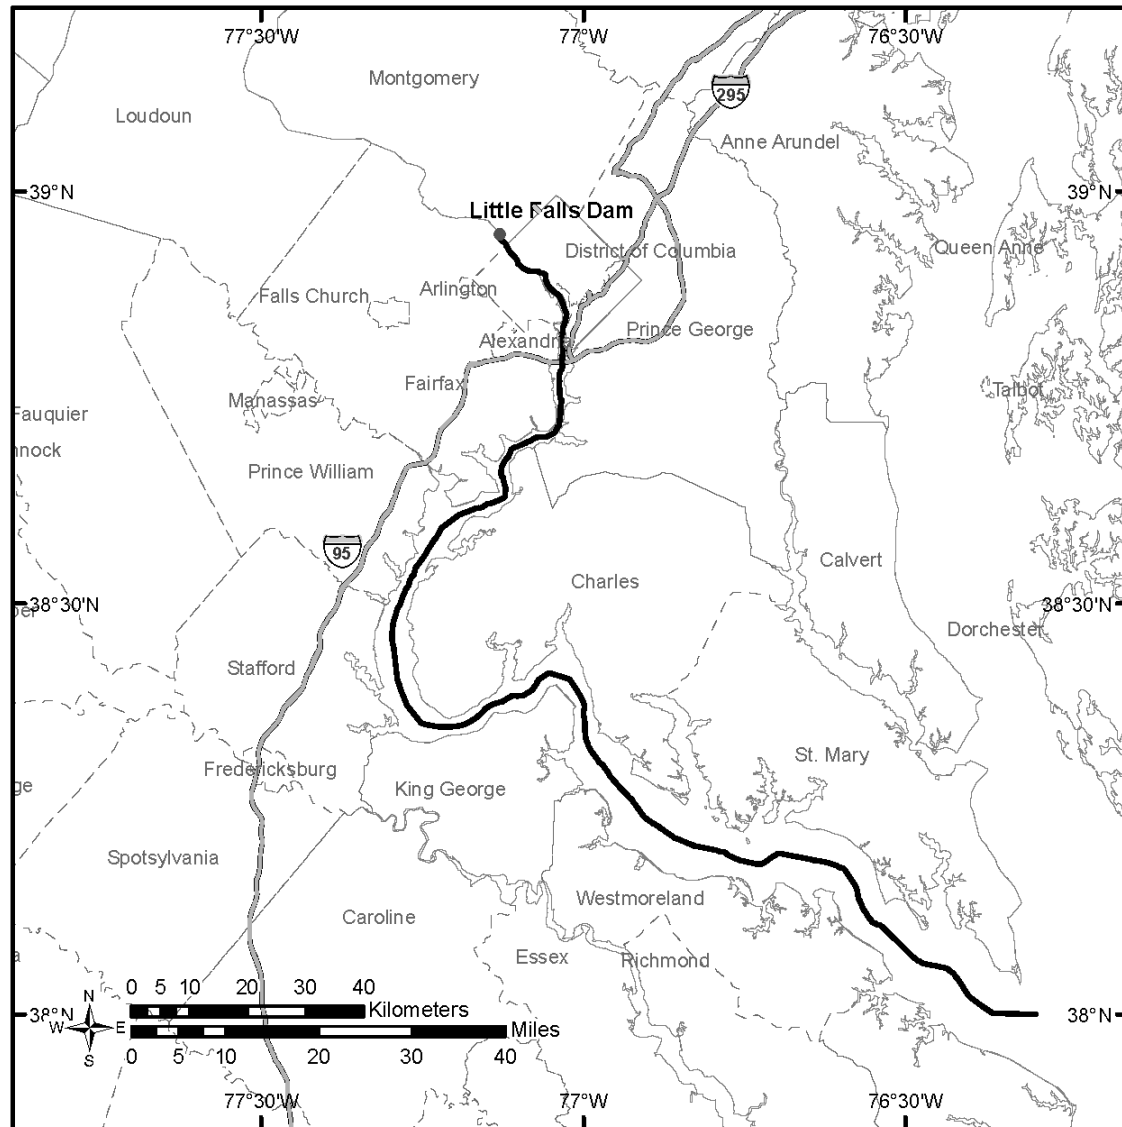 77°30'W 77°W 76°30'W
Montgomery
295
Loudoun
Anne Arundel
39°N 39°N
Little Falls Dam
District of Columbia
Queen Anne
Arlington
Falls Church
Prince George
Alexandria
Fairfax
Talbot
Manassas
Fauquier
nnock
Prince William
95
Calvert
Charles
38°30'N 38°30'N
Dorchester
Stafford
St. Mary
Fredericksburg
ge
King George
Spotsylvania
Westmoreland
Caroline
Essex
Richmond
a
0 5 10 20 30 40
Kilometers
N
W E
S
38°N 38°N
Miles
0 5 10 20 30 40
77°30'W 77°W 76°30'W